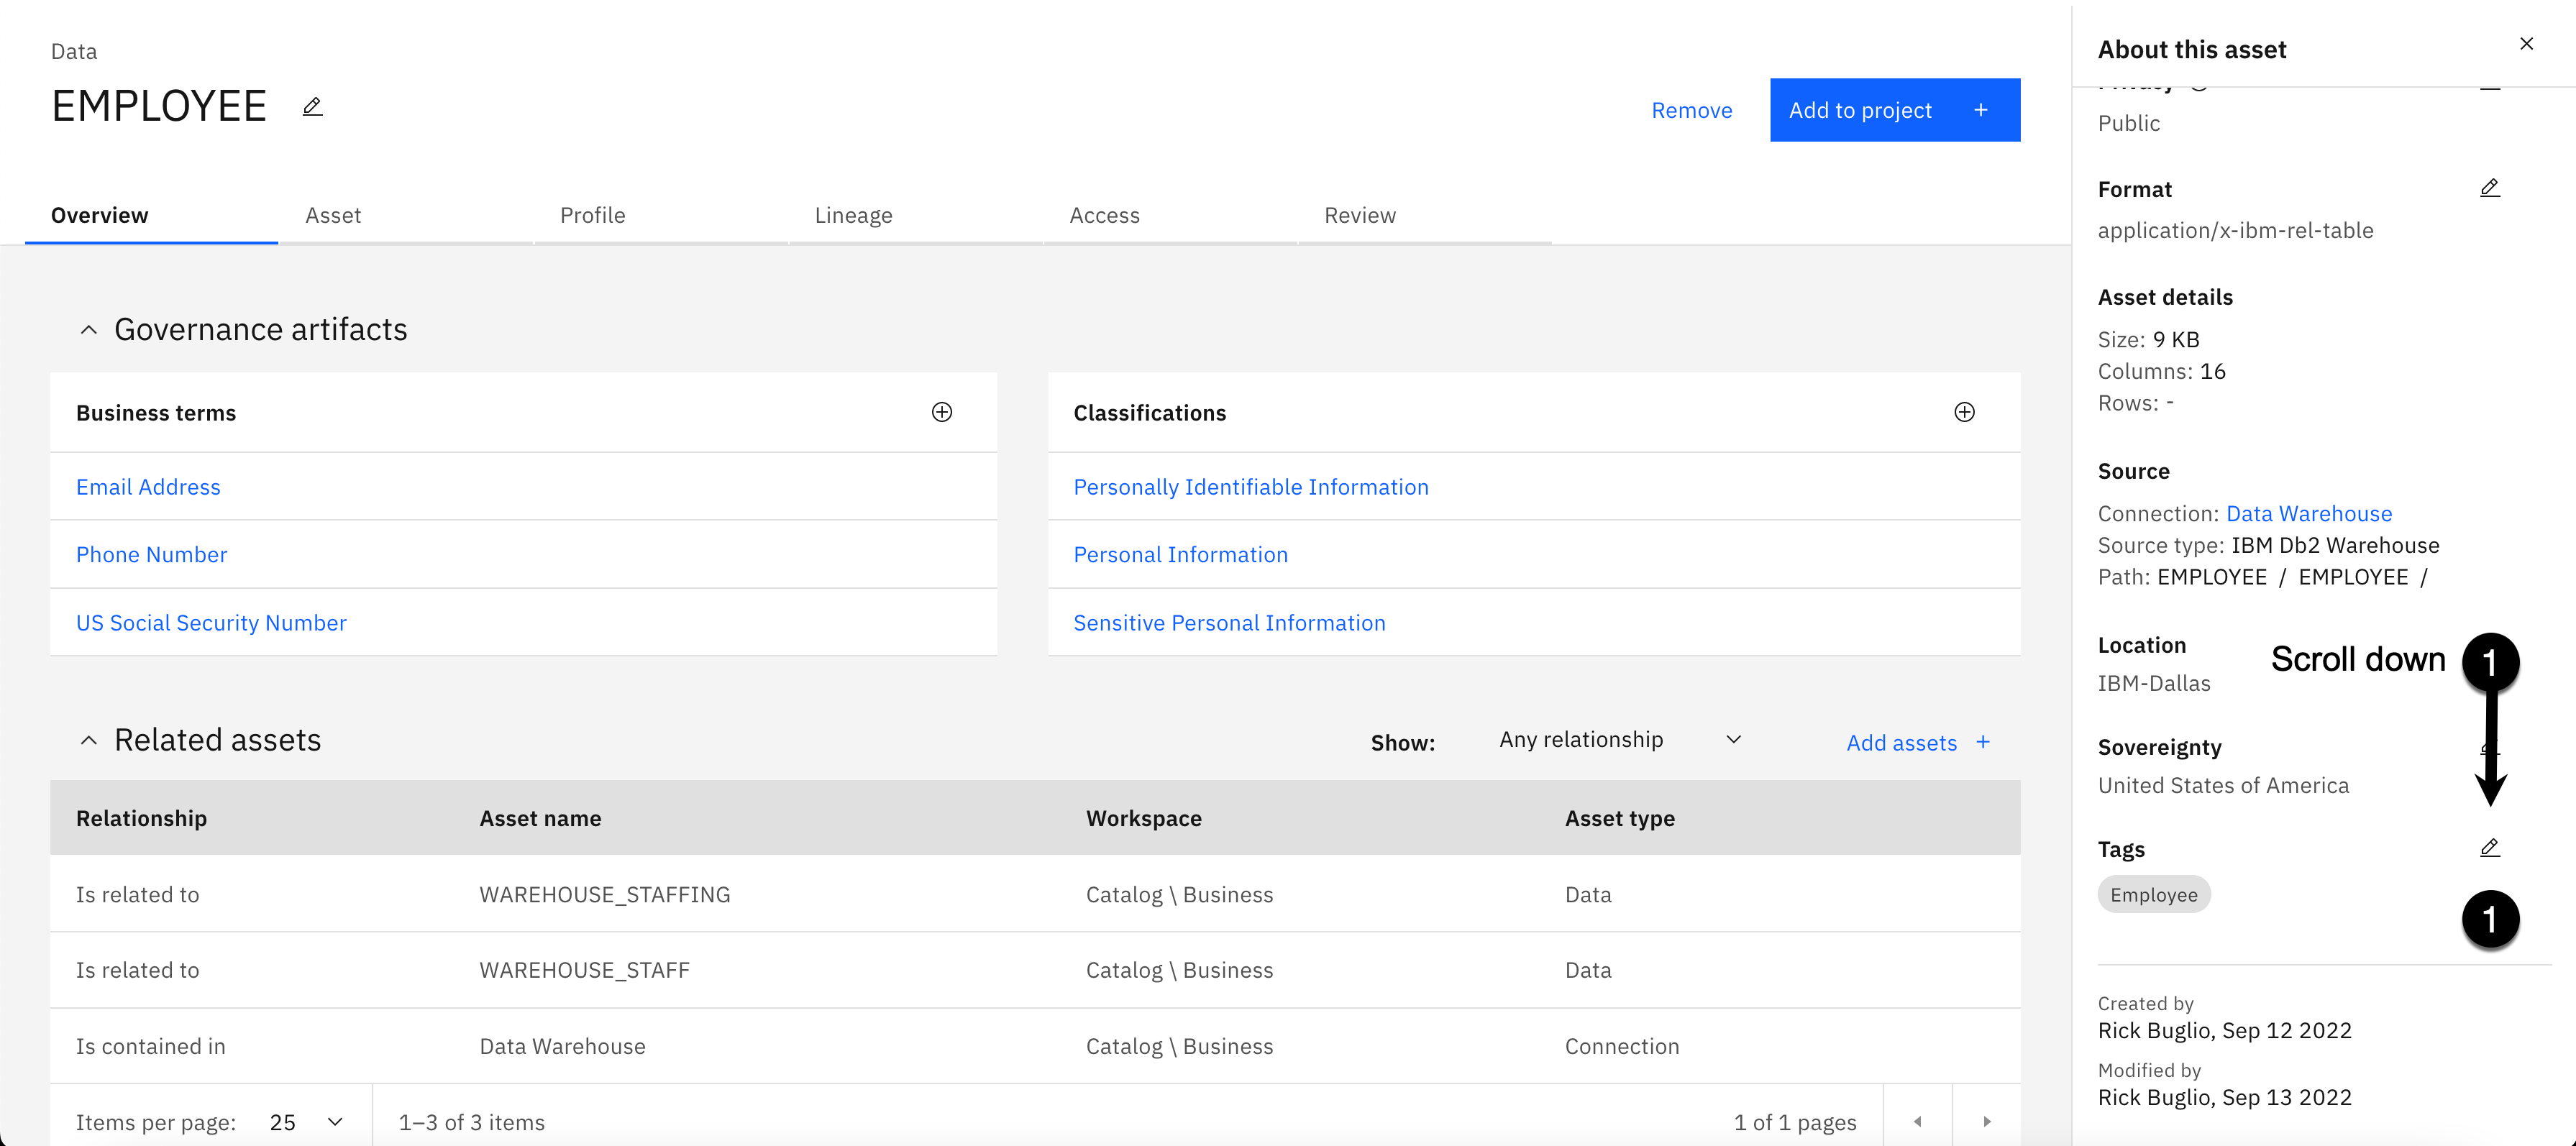 Data
EMPLOYEE
Remove
Add to project +
Overview
Asset
Profile
Lineage
Access
Review
Governance artifacts
Business terms
Email Address
Phone Number
US Social Security Number
Classifications
Personally Identifiable Information
Personal Information
Sensitive Personal Information
Related assets
Show: Any relationship
Add assets +
Relationship Asset name Workspace Asset type
Is related to WAREHOUSE_STAFFING Catalog \ Business Data
Is related to WAREHOUSE_STAFF Catalog \ Business Data
Is contained in Data Warehouse Catalog \ Business Connection
Items per page: 25 1–3 of 3 items 1 of 1 pages
About this asset
Privacy
Public
Format
application/x-ibm-rel-table
Asset details
Size: 9 KB
Columns: 16
Rows: -
Source
Connection: Data Warehouse
Source type: IBM Db2 Warehouse
Path: EMPLOYEE / EMPLOYEE /
Location
IBM-Dallas
Scroll down 1
Sovereignty
United States of America
Tags
Employee
1
Created by
Rick Buglio, Sep 12 2022
Modified by
Rick Buglio, Sep 13 2022